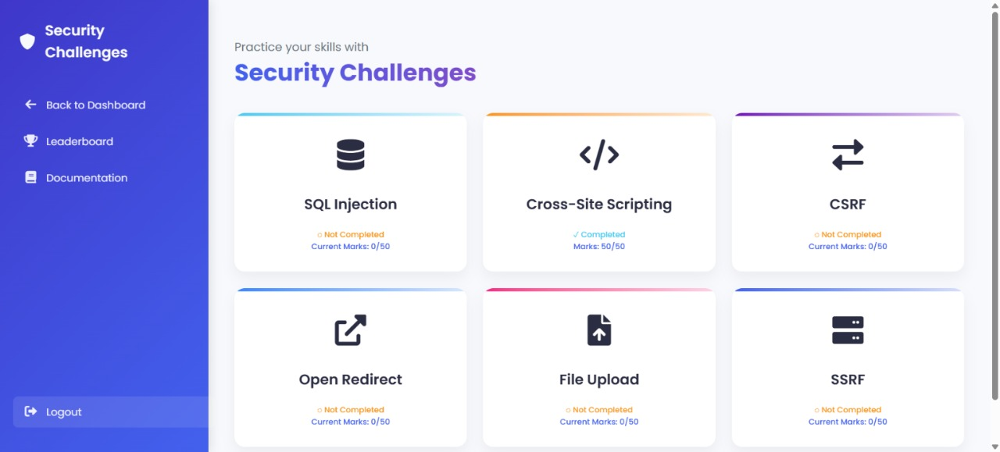 Security
Challenges
Back to Dashboard
Leaderboard
Documentation
Logout
Practice your skills with
Security Challenges
SQL Injection
○ Not Completed
Current Marks: 0/50
Cross-Site Scripting
✓ Completed
Marks: 50/50
CSRF
○ Not Completed
Current Marks: 0/50
Open Redirect
○ Not Completed
Current Marks: 0/50
File Upload
○ Not Completed
Current Marks: 0/50
SSRF
○ Not Completed
Current Marks: 0/50